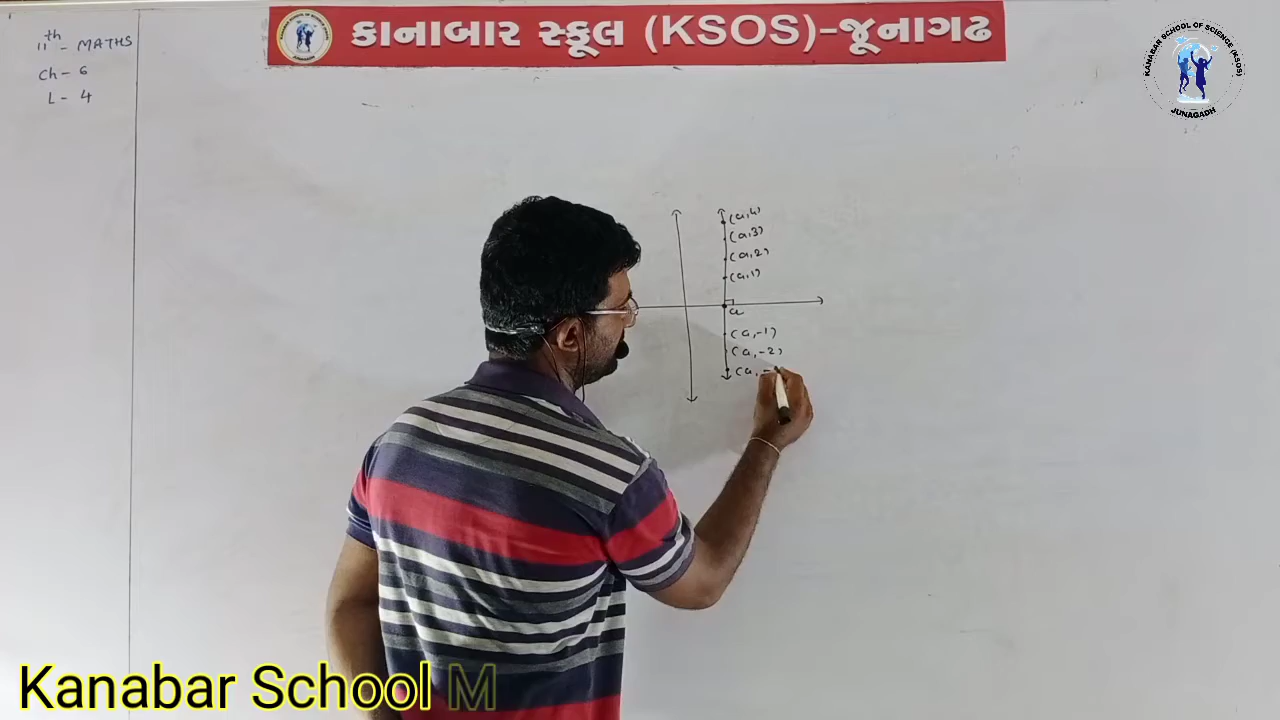 કાનાબાર સ્કૂલ (KSOS)-જૂનાગઢ
11th - MATHS
Ch - 6
L - 4
KANABAR SCHOOL OF SCIENCE (KSOS)
JUNAGADH
(a,4)
(a,3)
(a,2)
(a,1)
a
(a,-1)
(a,-2)
(a,-
Kanabar School M